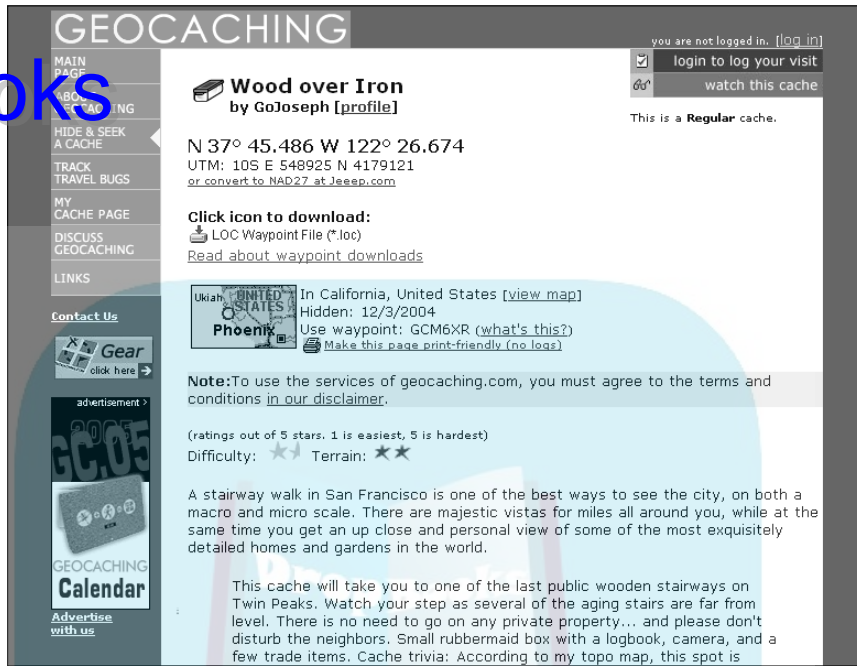 GEOCACHING
you are not logged in. [log in]
login to log your visit
watch this cache
This is a Regular cache.
MAIN
PAGE
ABOUT
GEOCACHING
HIDE & SEEK
A CACHE
TRACK
TRAVEL BUGS
MY
CACHE PAGE
DISCUSS
GEOCACHING
LINKS
Contact Us
Gear
click here
advertisement >
2005
GC.05
GEOCACHING
Calendar
Advertise
with us
oks
Wood over Iron
by GoJoseph [profile]
N 37° 45.486 W 122° 26.674
UTM: 10S E 548925 N 4179121
or convert to NAD27 at Jeeep.com
Click icon to download:
LOC Waypoint File (*.loc)
Read about waypoint downloads
Ukiah
UNITED
STATES
Phoenix
In California, United States [view map]
Hidden: 12/3/2004
Use waypoint: GCM6XR (what's this?)
Make this page print-friendly (no logs)
Note:To use the services of geocaching.com, you must agree to the terms and
conditions in our disclaimer.
(ratings out of 5 stars. 1 is easiest, 5 is hardest)
Difficulty: Terrain:
A stairway walk in San Francisco is one of the best ways to see the city, on both a
macro and micro scale. There are majestic vistas for miles all around you, while at the
same time you get an up close and personal view of some of the most exquisitely
detailed homes and gardens in the world.
This cache will take you to one of the last public wooden stairways on
Twin Peaks. Watch your step as several of the aging stairs are far from
level. There is no need to go on any private property... and please don't
disturb the neighbors. Small rubbermaid box with a logbook, camera, and a
few trade items. Cache trivia: According to my topo map, this spot is